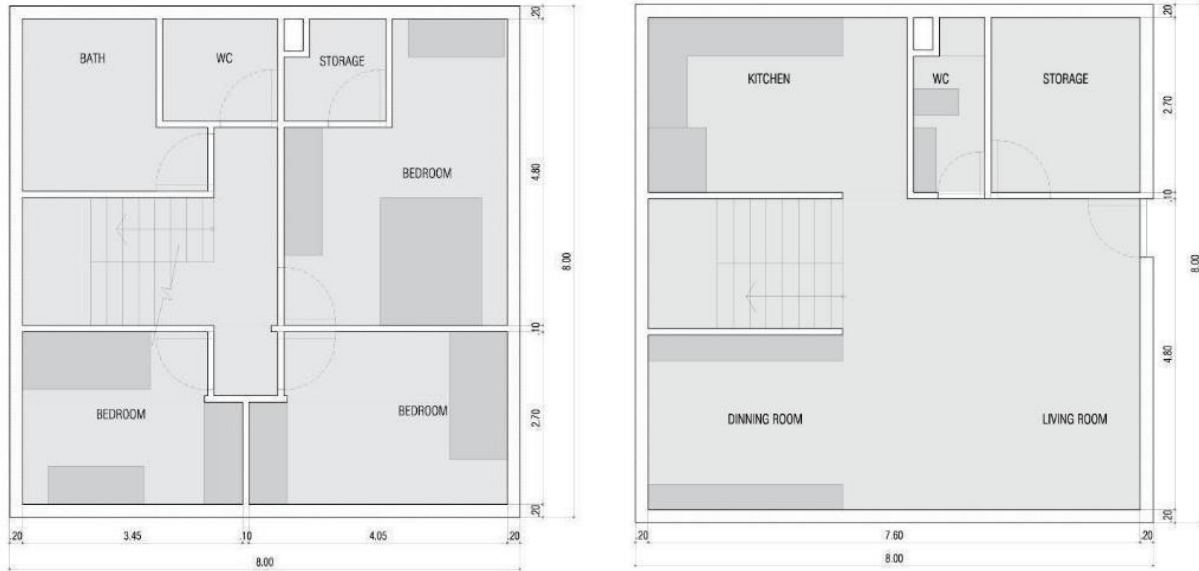 BATH
WC
STORAGE
BEDROOM
BEDROOM
BEDROOM
.20
4.80
.10
2.70
.20
8.00
.20
3.45
.10
4.05
.20
8.00
KITCHEN
WC
STORAGE
DINNING ROOM
LIVING ROOM
.20
2.70
.10
4.80
.20
8.00
.20
7.60
.20
8.00